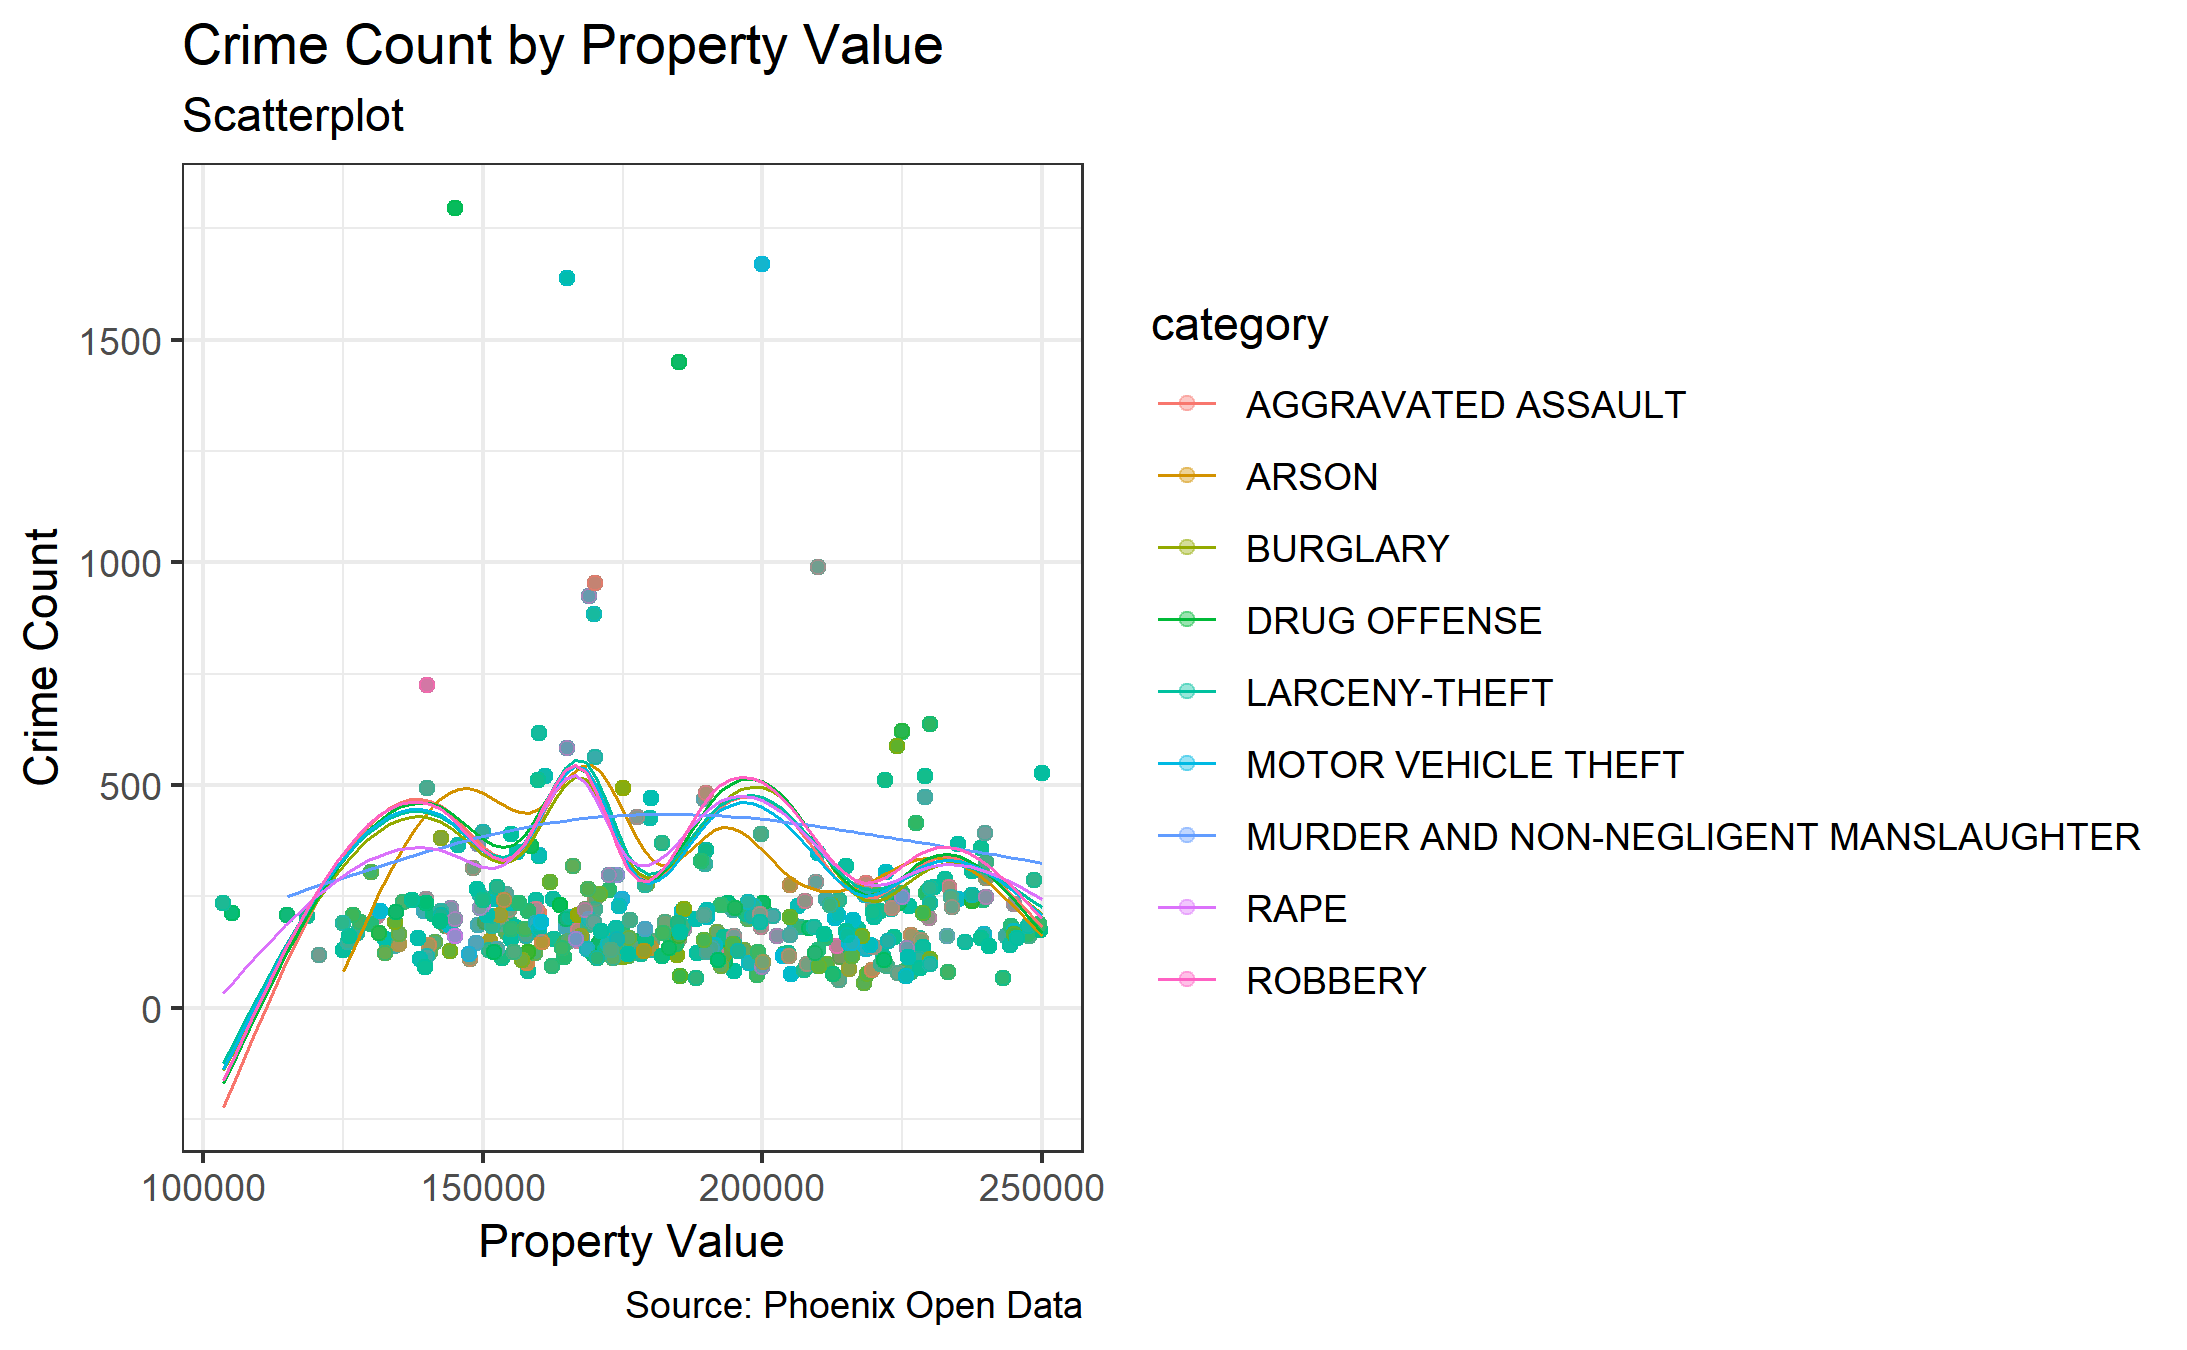 Crime Count by Property Value
Scatterplot
1500
1000
500
0
Crime Count
100000 150000 200000 250000
Property Value
Source: Phoenix Open Data
category
AGGRAVATED ASSAULT
ARSON
BURGLARY
DRUG OFFENSE
LARCENY-THEFT
MOTOR VEHICLE THEFT
MURDER AND NON-NEGLIGENT MANSLAUGHTER
RAPE
ROBBERY